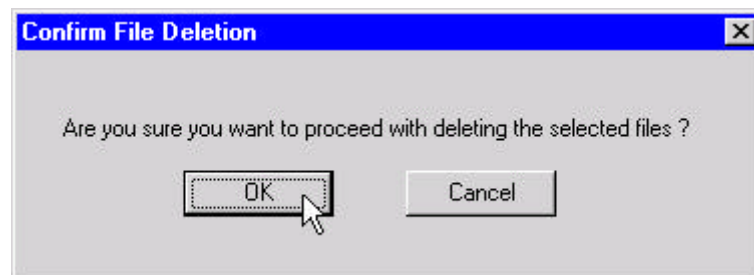 Confirm File Deletion
Are you sure you want to proceed with deleting the selected files ?
OK
Cancel